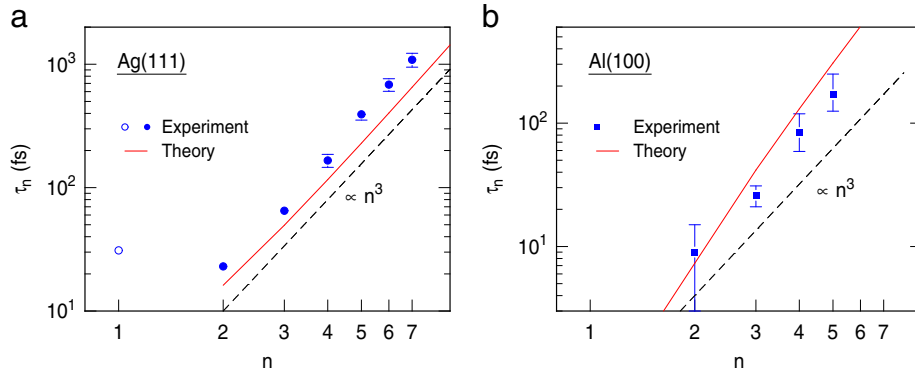 a
Ag(111)
Experiment
Theory
∝ n³
τₙ (fs)
10³
10²
10¹
1 2 3 4 5 6 7
n
b
Al(100)
Experiment
Theory
∝ n³
τₙ (fs)
10²
10¹
1 2 3 4 5 6 7
n